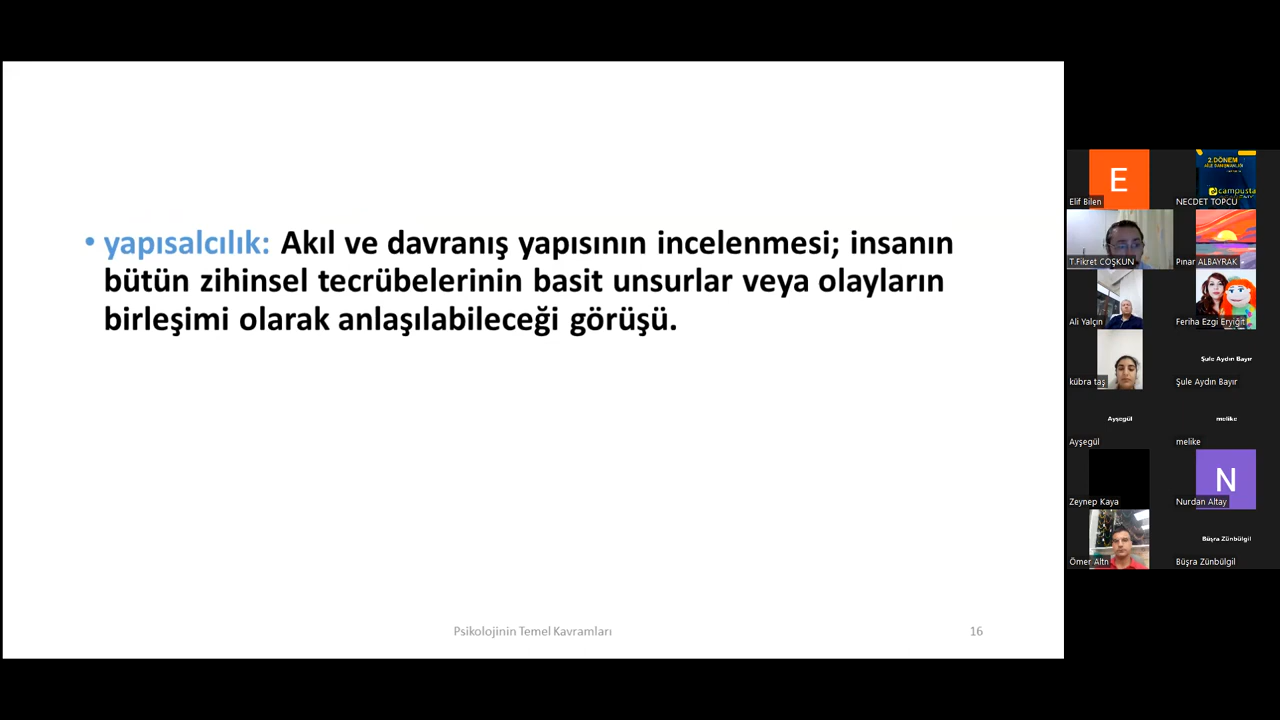 • yapısalcılık: Akıl ve davranış yapısının incelenmesi; insanın
bütün zihinsel tecrübelerinin basit unsurlar veya olayların
birleşimi olarak anlaşılabileceği görüşü.
Psikolojinin Temel Kavramları
16
E
Elif Bilen
2.DÖNEM
AİLE DANIŞMANLIĞI
campusta
NECDET TOPCU
T.Fikret COŞKUN
Pınar ALBAYRAK
Ali Yalçın
Feriha Ezgi Eryiğit
kübra taş
Şule Aydın Bayır
Şule Aydın Bayır
Ayşegül
Ayşegül
melike
melike
Zeynep Kaya
N
Nurdan Altay
Ömer Altn
Büşra Zünbülgil
Büşra Zünbülgil